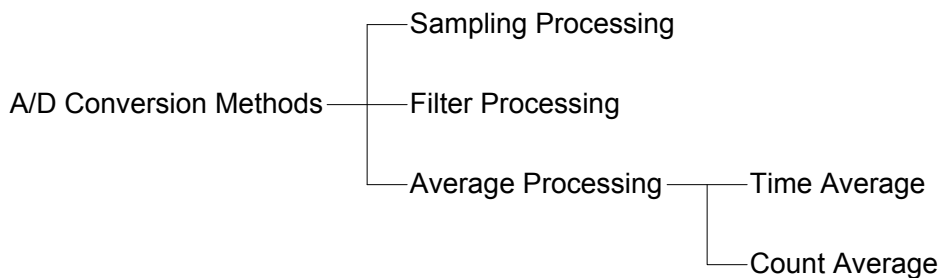 Sampling Processing
A/D Conversion Methods
Filter Processing
Average Processing
Time Average
Count Average